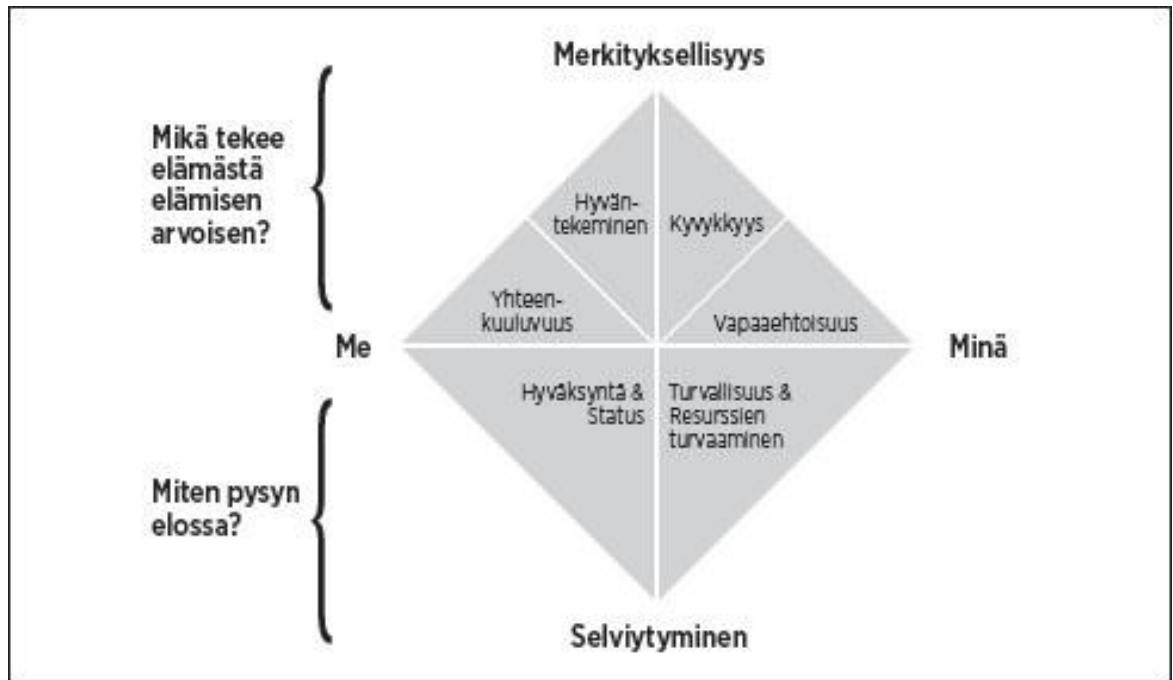 Merkityksellisyys
Mikä tekee
elämästä
elämisen
arvoisen?
Hyvän-
tekeminen
Kyvykkyys
Yhteen-
kuuluvuus
Vapaaehtoisuus
Me
Minä
Hyväksyntä &
Status
Turvallisuus &
Resurssien
turvaaminen
Miten pysyn
elossa?
Selviytyminen